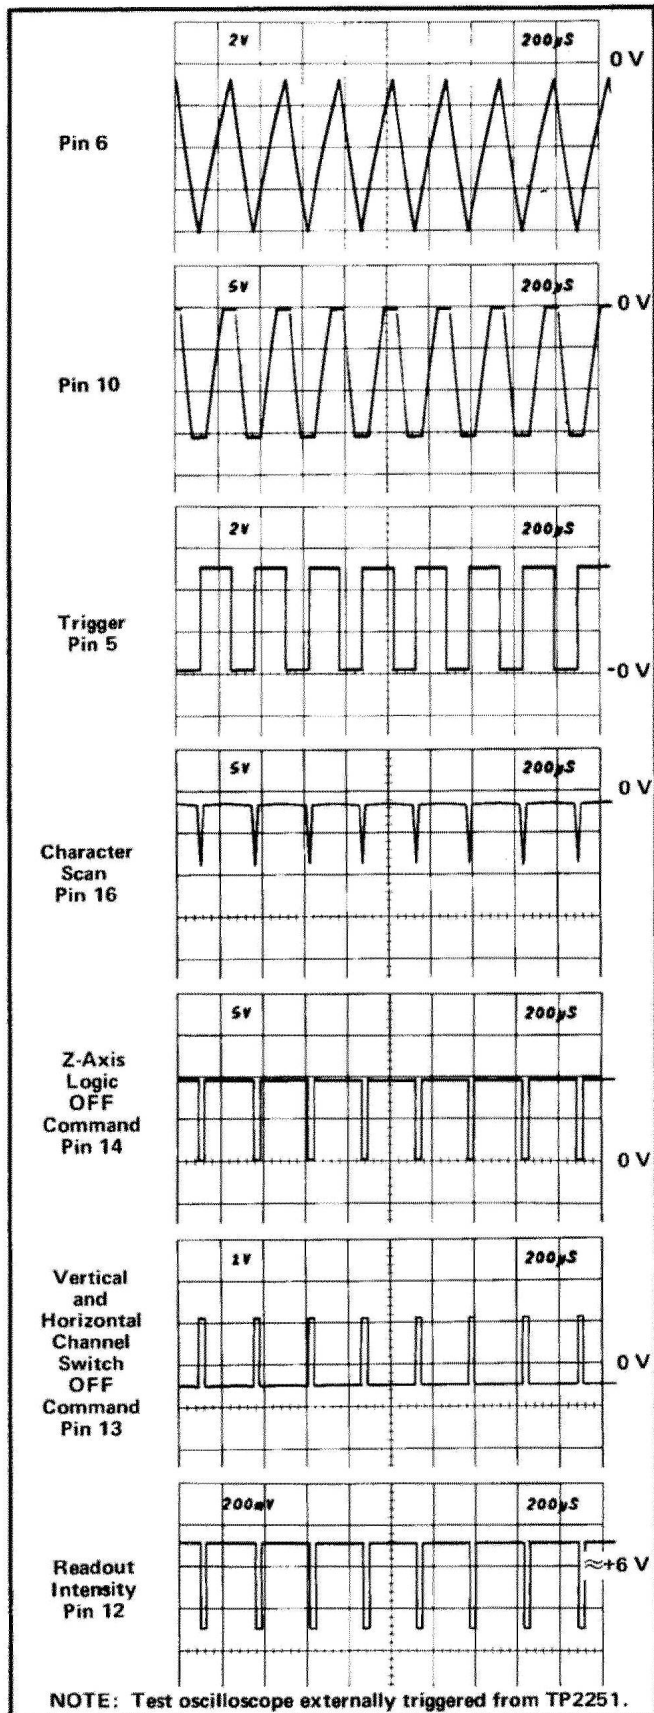 2V 200µS
0 V
Pin 6
5V 200µS
0 V
Pin 10
2V 200µS
Trigger
Pin 5
-0 V
5V 200µS
0 V
Character
Scan
Pin 16
5V 200µS
Z-Axis
Logic
OFF
Command
Pin 14
0 V
1V 200µS
Vertical
and
Horizontal
Channel
Switch
OFF
Command
Pin 13
0 V
200mV 200µS
Readout
Intensity
Pin 12
≈+6 V
NOTE: Test oscilloscope externally triggered from TP2251.